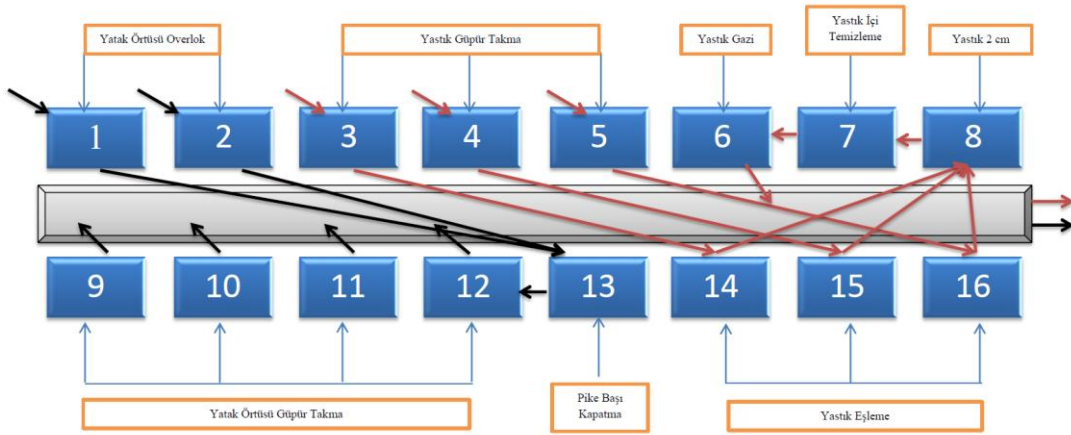 Yatak Örtüsü Overlok
Yastık Güpür Takma
Yastık Gazi
Yastık İçi
Temizleme
Yastık 2 cm
1
2
3
4
5
6
7
8
9
10
11
12
13
14
15
16
Yatak Örtüsü Güpür Takma
Pike Başı
Kapatma
Yastık Eşleme